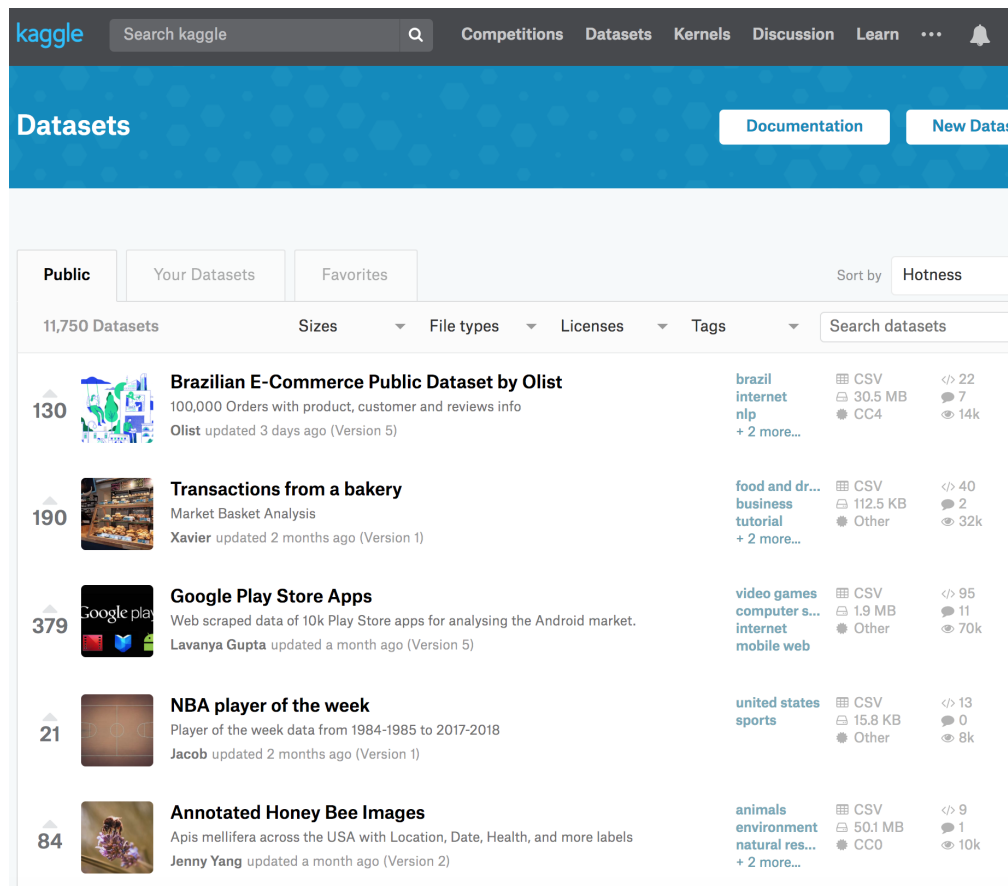 kaggle Search kaggle Competitions Datasets Kernels Discussion Learn
Datasets Documentation New Datas
Public Your Datasets Favorites Sort by Hotness
11,750 Datasets Sizes File types Licenses Tags Search datasets
130
Brazilian E-Commerce Public Dataset by Olist
100,000 Orders with product, customer and reviews info
Olist updated 3 days ago (Version 5)
brazil
internet
nlp
+ 2 more...
CSV
30.5 MB
CC4
22
7
14k
190
Transactions from a bakery
Market Basket Analysis
Xavier updated 2 months ago (Version 1)
food and dr...
business
tutorial
+ 2 more...
CSV
112.5 KB
Other
40
2
32k
379
Google play
Google Play Store Apps
Web scraped data of 10k Play Store apps for analysing the Android market.
Lavanya Gupta updated a month ago (Version 5)
video games
computer s...
internet
mobile web
CSV
1.9 MB
Other
95
11
70k
21
NBA player of the week
Player of the week data from 1984-1985 to 2017-2018
Jacob updated 2 months ago (Version 1)
united states
sports
CSV
15.8 KB
Other
13
0
8k
84
Annotated Honey Bee Images
Apis mellifera across the USA with Location, Date, Health, and more labels
Jenny Yang updated a month ago (Version 2)
animals
environment
natural res...
+ 2 more...
CSV
50.1 MB
CC0
9
1
10k